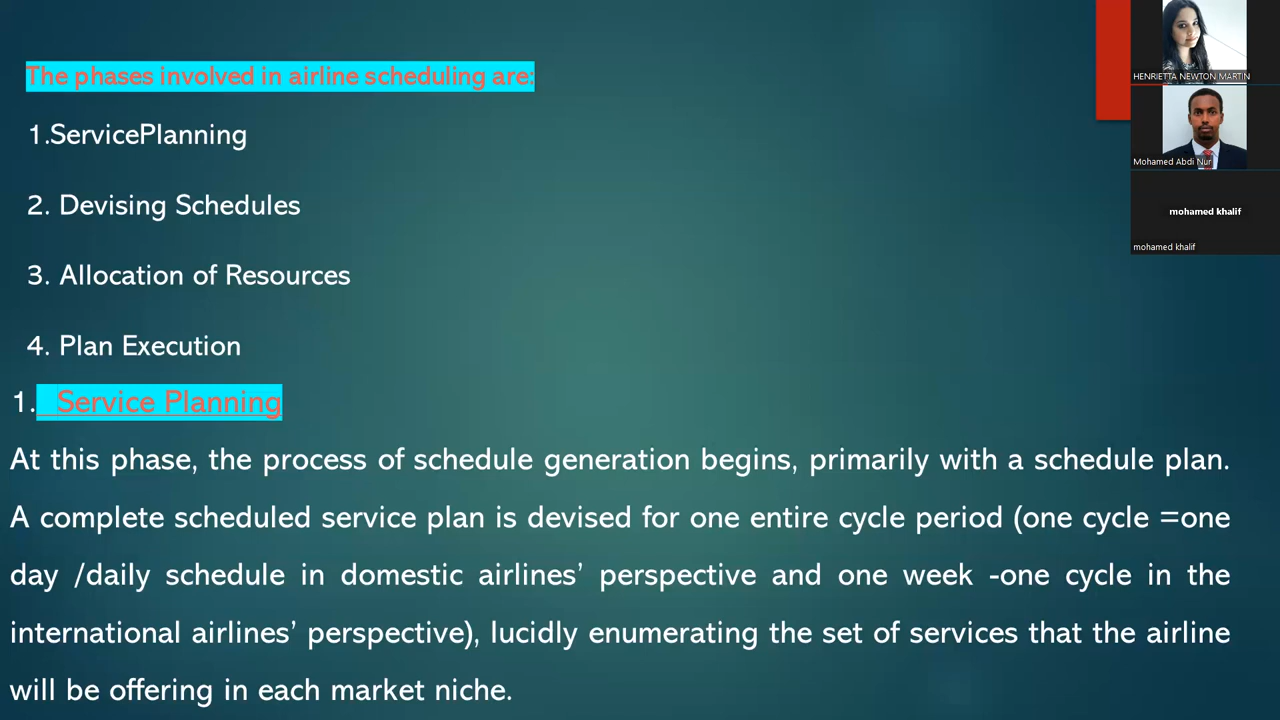 The phases involved in airline scheduling are:
1.ServicePlanning
2. Devising Schedules
3. Allocation of Resources
4. Plan Execution
1. Service Planning
At this phase, the process of schedule generation begins, primarily with a schedule plan.
A complete scheduled service plan is devised for one entire cycle period (one cycle =one
day /daily schedule in domestic airlines’ perspective and one week -one cycle in the
international airlines’ perspective), lucidly enumerating the set of services that the airline
will be offering in each market niche.
HENRIETTA NEWTON MARTIN
Mohamed Abdi Nur
mohamed khalif
mohamed khalif